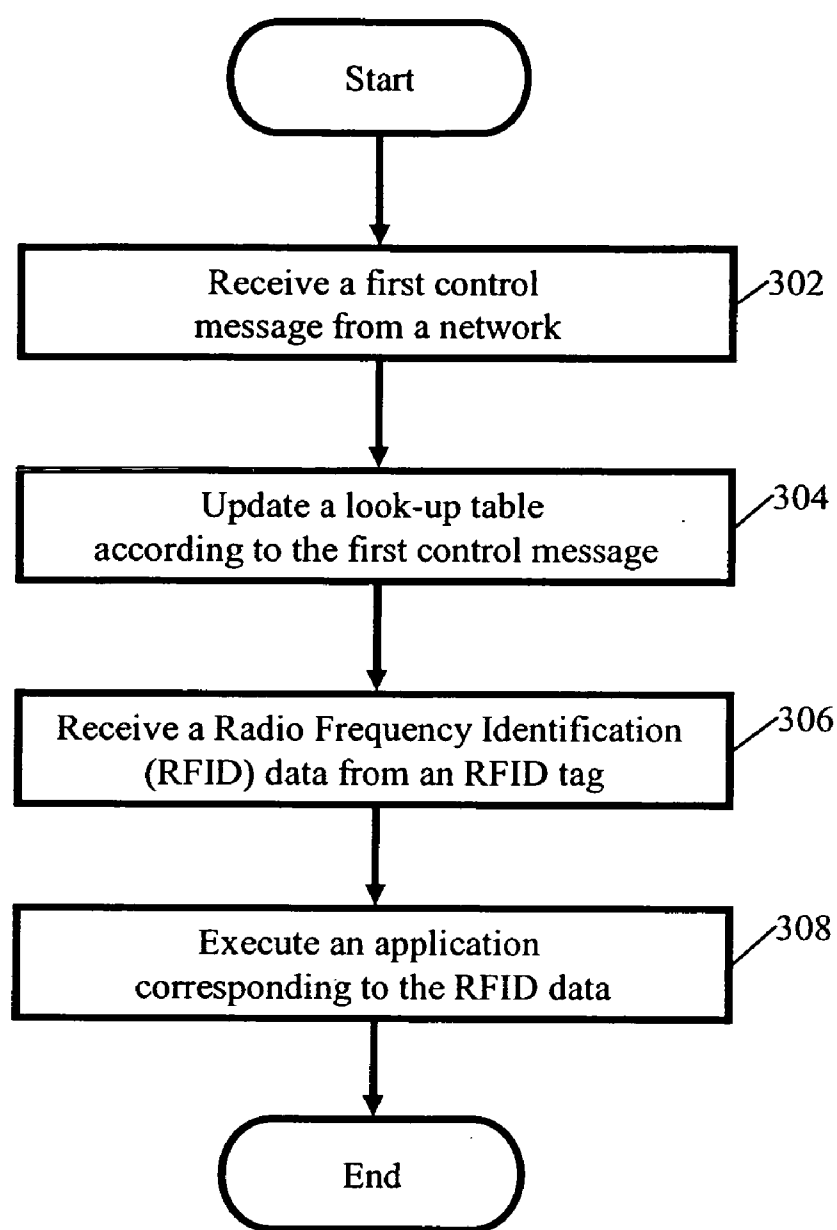 Start
Receive a first control
message from a network
302
Update a look-up table
according to the first control message
304
Receive a Radio Frequency Identification
(RFID) data from an RFID tag
306
Execute an application
corresponding to the RFID data
308
End